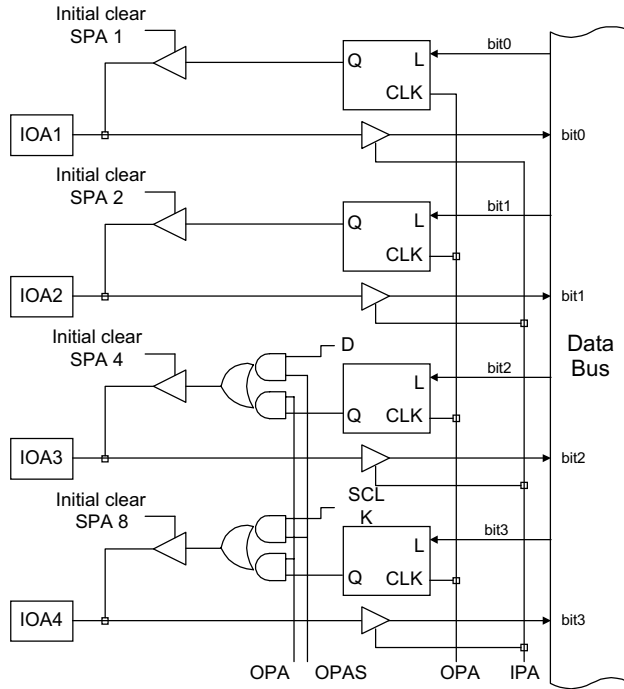 Initial clear
SPA 1
Q
L
CLK
bit0
IOA1
bit0
Initial clear
SPA 2
Q
L
CLK
bit1
IOA2
bit1
Initial clear
SPA 4
D
Q
L
CLK
bit2
Data
Bus
IOA3
bit2
Initial clear
SPA 8
SCL
K
Q
L
CLK
bit3
IOA4
bit3
OPA
OPAS
OPA
IPA